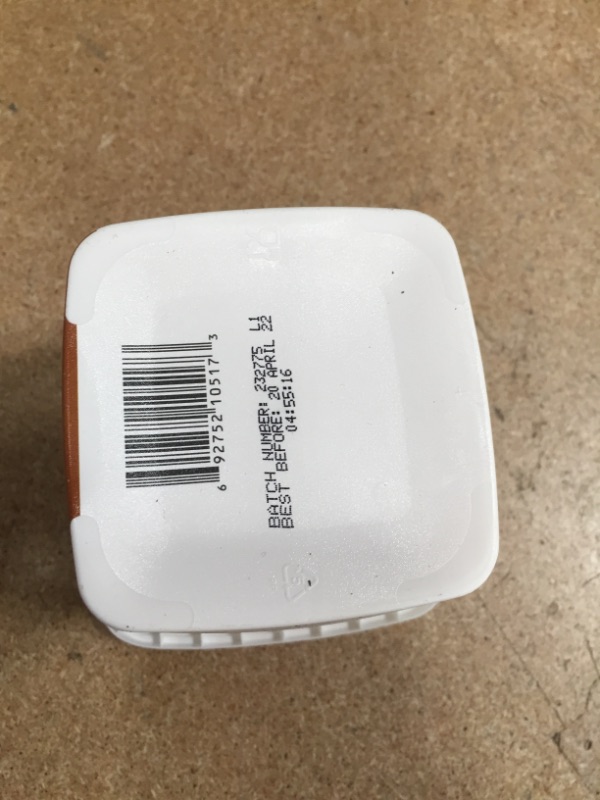 BATCH NUMBER: 232775 L1
BEST BEFORE: 20 APRIL 22
04:55:16
6 92752 10517 3